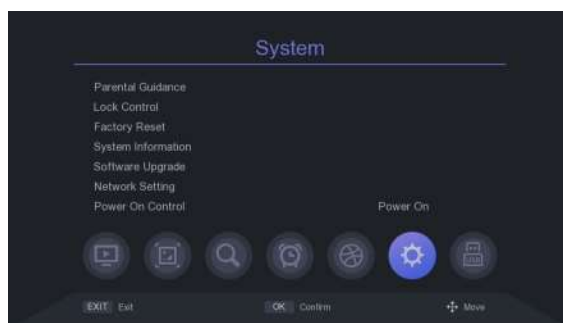 System
Parental Guidance
Lock Control
Factory Reset
System Information
Software Upgrade
Network Setting
Power On Control Power On
USB
EXIT Exit OK Confirm Move